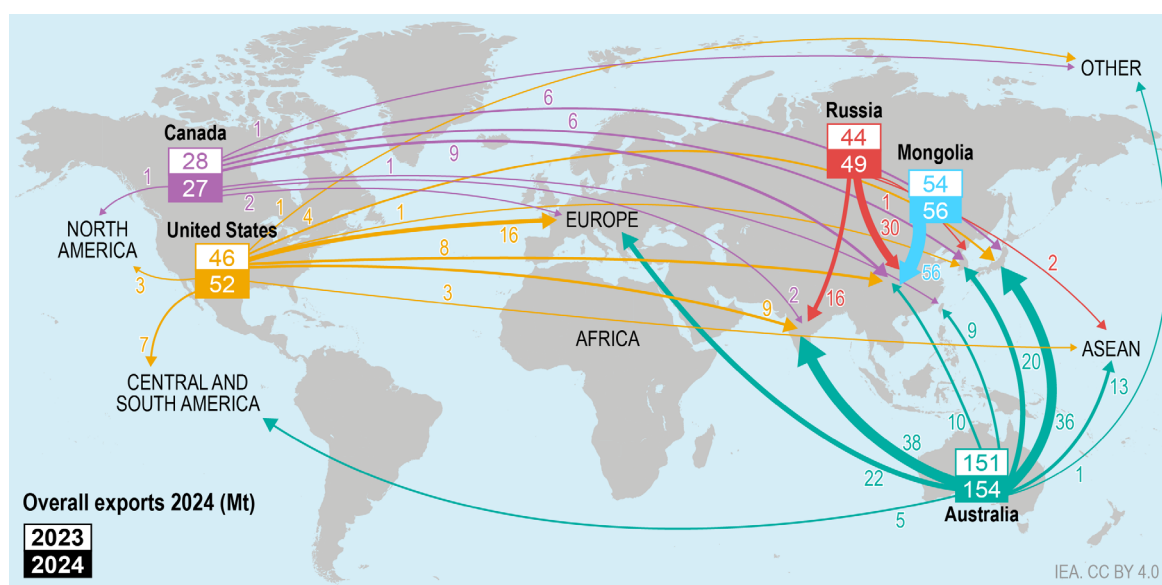 OTHER
Russia
44
49
Mongolia
54
56
Canada
28
27
1
6
6
9
1
2
1
NORTH
AMERICA
United States
46
52
1
4
1
16
8
3
9
2
3
7
EUROPE
1
30
56
16
2
AFRICA
ASEAN
CENTRAL AND
SOUTH AMERICA
9
20
13
10
36
38
22
1
5
151
154
Australia
Overall exports 2024 (Mt)
2023
2024
IEA. CC BY 4.0